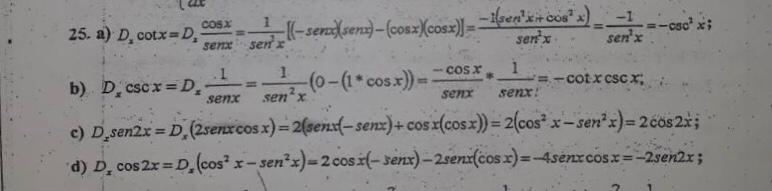 25. a) D_x cotx = D_x cosx/senx = 1/sen²x [(-senx)(senx) - (cosx)(cosx)] = -1(sen²x + cos²x)/sen²x = -1/sen²x = -csc² x;
b) D_x csc x = D_x 1/senx = 1/sen²x (0 - (1* cos x)) = -cos x/senx * 1/senx = -cot x csc x;
c) D_x sen2x = D_x (2senx cos x) = 2(senx(-senx) + cos x(cos x)) = 2(cos² x - sen²x) = 2cos2x;
d) D_x cos 2x = D_x (cos² x - sen²x) = 2 cos x(- senx) - 2senx(cos x) = -4senx cos x = -2sen2x;